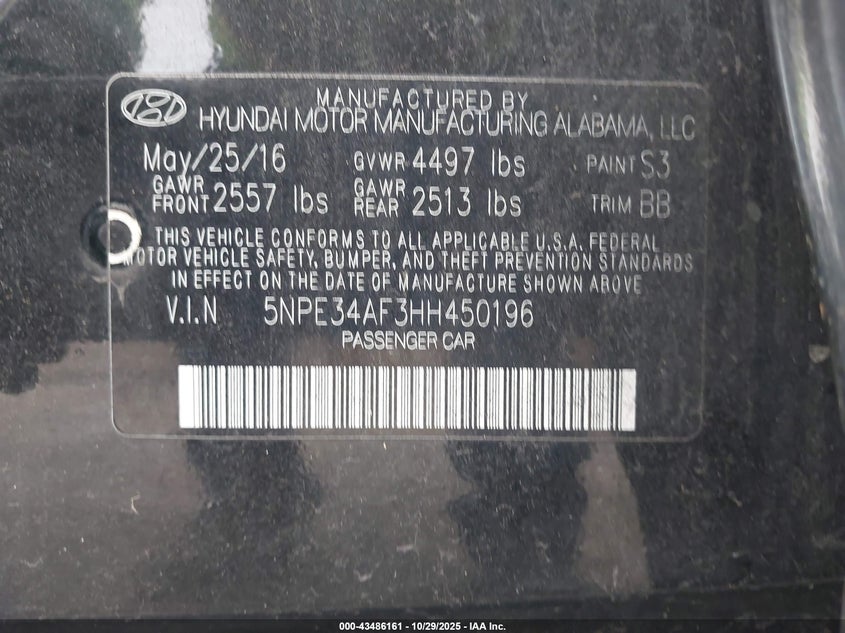 MANUFACTURED BY
HYUNDAI MOTOR MANUFACTURING ALABAMA, LLC
May/25/16 GVWR 4497 lbs PAINT S3
GAWR FRONT 2557 lbs GAWR REAR 2513 lbs TRIM BB
THIS VEHICLE CONFORMS TO ALL APPLICABLE U.S.A. FEDERAL
MOTOR VEHICLE SAFETY, BUMPER, AND THEFT PREVENTION STANDARDS
IN EFFECT ON THE DATE OF MANUFACTURE SHOWN ABOVE.
V.I.N 5NPE34AF3HH450196
PASSENGER CAR
000-43486161 - 10/29/2025 - IAA Inc.